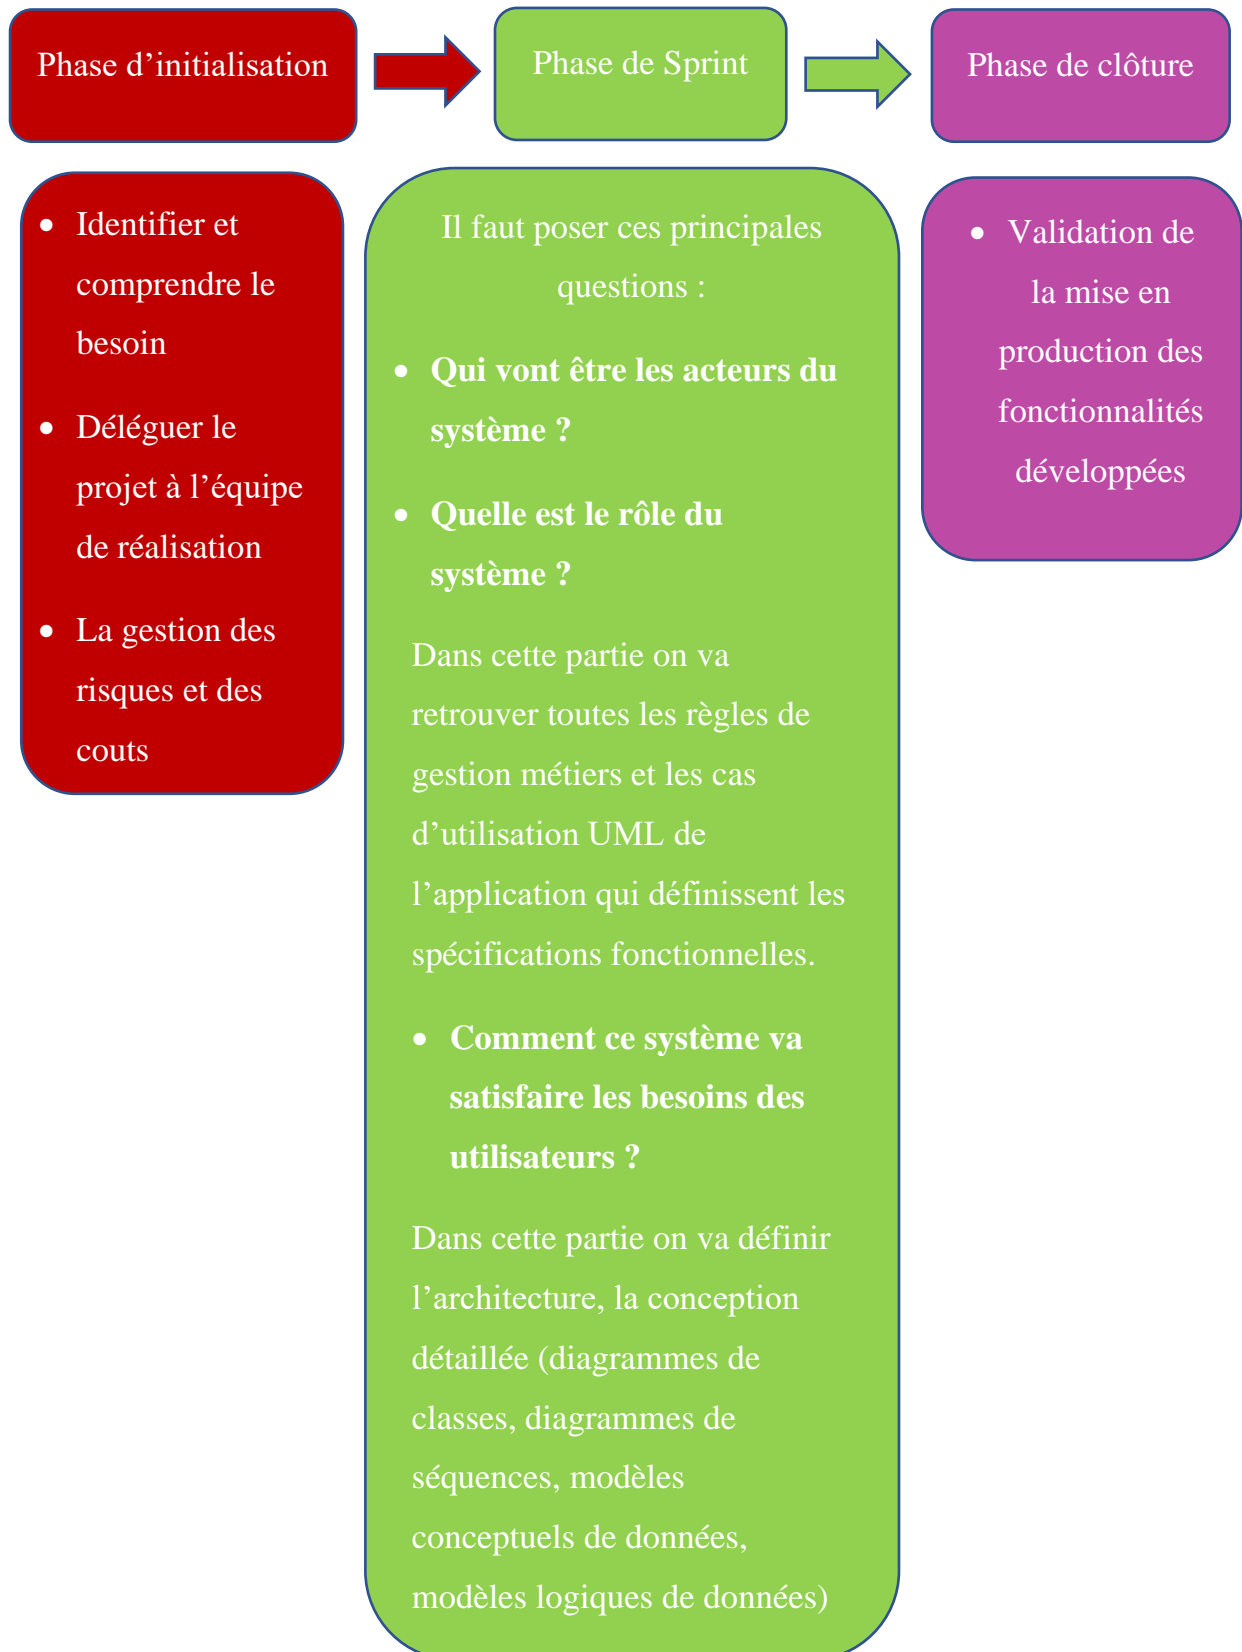 Phase d’initialisation
Phase de Sprint
Phase de clôture
• Identifier et
comprendre le
besoin
• Déléguer le
projet à l’équipe
de réalisation
• La gestion des
risques et des
couts
Il faut poser ces principales
questions :
• Qui vont être les acteurs du
système ?
• Quelle est le rôle du
système ?
Dans cette partie on va
retrouver toutes les règles de
gestion métiers et les cas
d’utilisation UML de
l’application qui définissent les
spécifications fonctionnelles.
• Comment ce système va
satisfaire les besoins des
utilisateurs ?
Dans cette partie on va définir
l’architecture, la conception
détaillée (diagrammes de
classes, diagrammes de
séquences, modèles
conceptuels de données,
modèles logiques de données)
• Validation de
la mise en
production des
fonctionnalités
développées